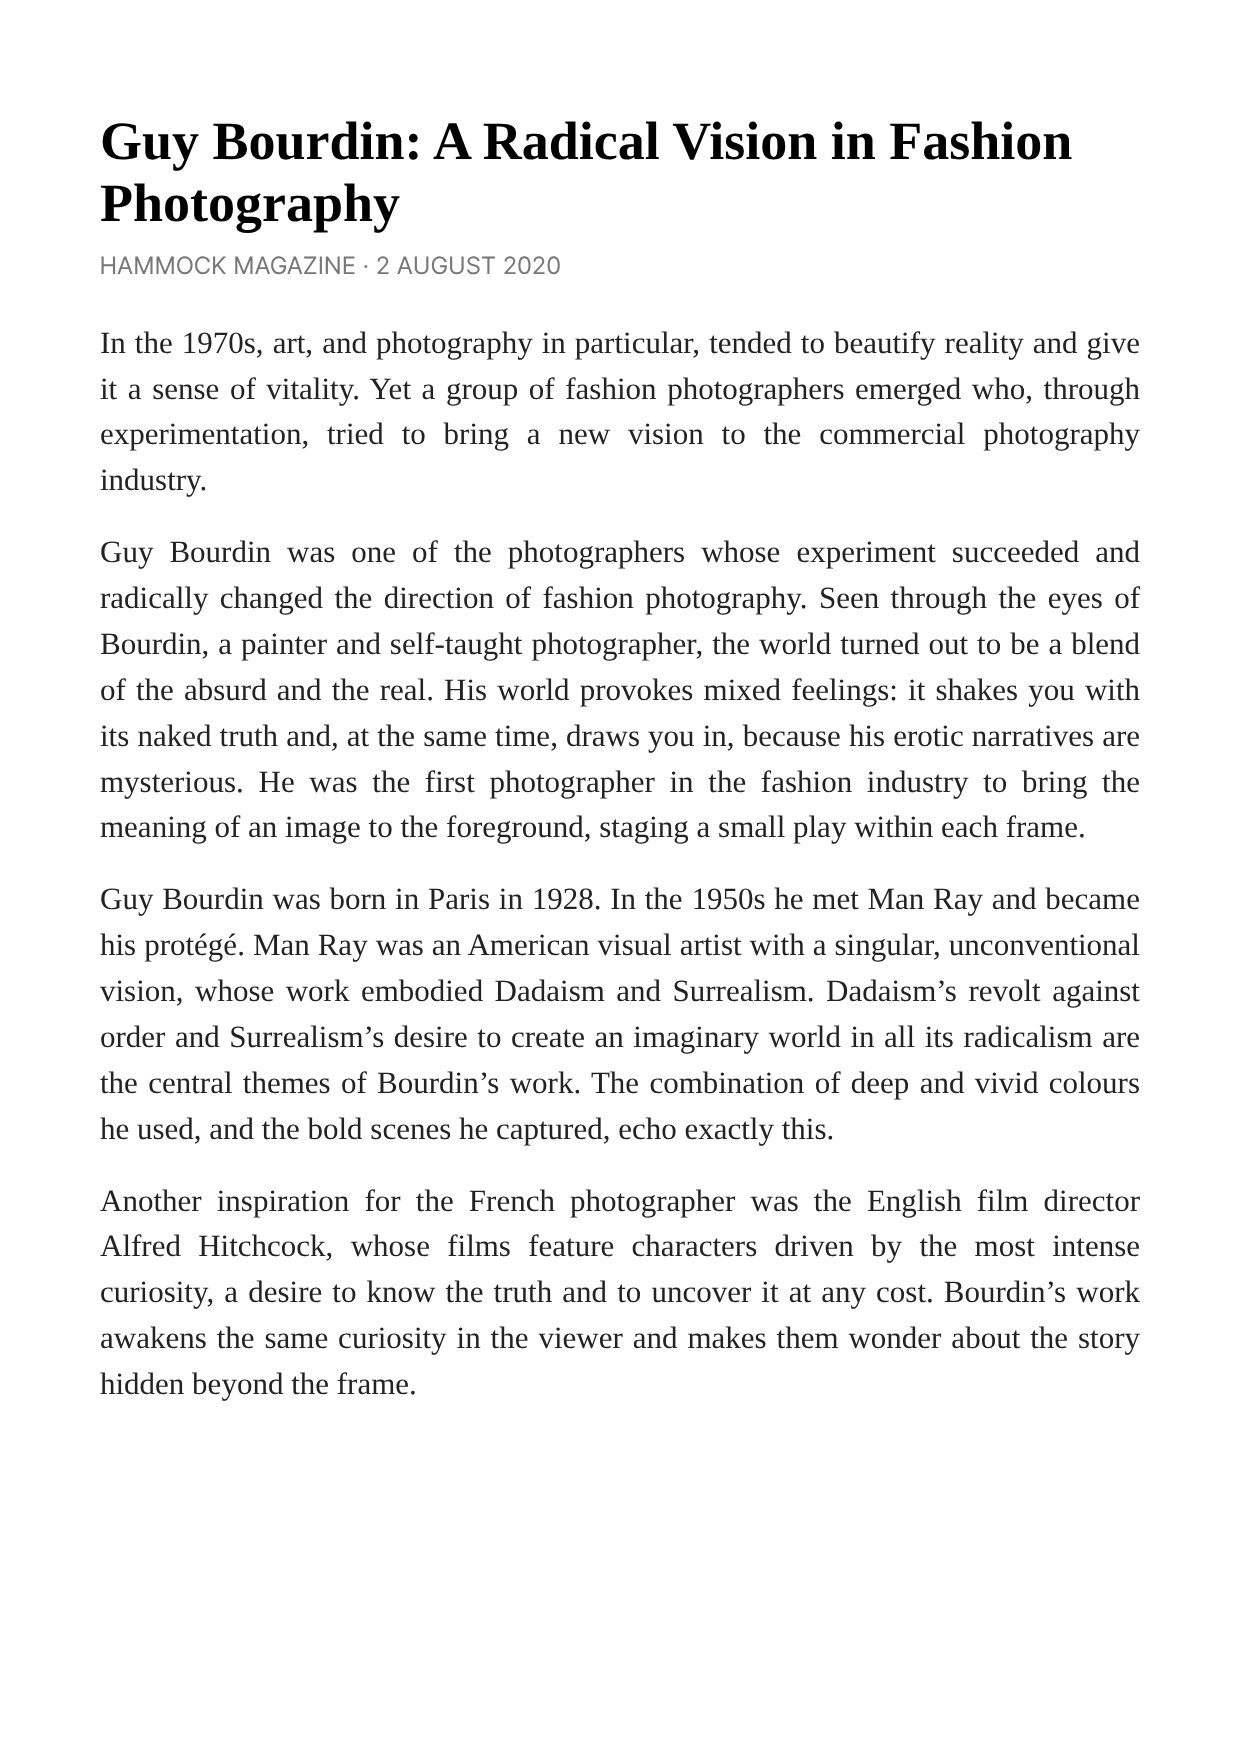 Guy Bourdin: A Radical Vision in Fashion
Photography
HAMMOCK MAGAZINE · 2 AUGUST 2020
In the 1970s, art, and photography in particular, tended to beautify reality and give
it a sense of vitality. Yet a group of fashion photographers emerged who, through
experimentation, tried to bring a new vision to the commercial photography
industry.
Guy Bourdin was one of the photographers whose experiment succeeded and
radically changed the direction of fashion photography. Seen through the eyes of
Bourdin, a painter and self-taught photographer, the world turned out to be a blend
of the absurd and the real. His world provokes mixed feelings: it shakes you with
its naked truth and, at the same time, draws you in, because his erotic narratives are
mysterious. He was the first photographer in the fashion industry to bring the
meaning of an image to the foreground, staging a small play within each frame.
Guy Bourdin was born in Paris in 1928. In the 1950s he met Man Ray and became
his protégé. Man Ray was an American visual artist with a singular, unconventional
vision, whose work embodied Dadaism and Surrealism. Dadaism’s revolt against
order and Surrealism’s desire to create an imaginary world in all its radicalism are
the central themes of Bourdin’s work. The combination of deep and vivid colours
he used, and the bold scenes he captured, echo exactly this.
Another inspiration for the French photographer was the English film director
Alfred Hitchcock, whose films feature characters driven by the most intense
curiosity, a desire to know the truth and to uncover it at any cost. Bourdin’s work
awakens the same curiosity in the viewer and makes them wonder about the story
hidden beyond the frame.